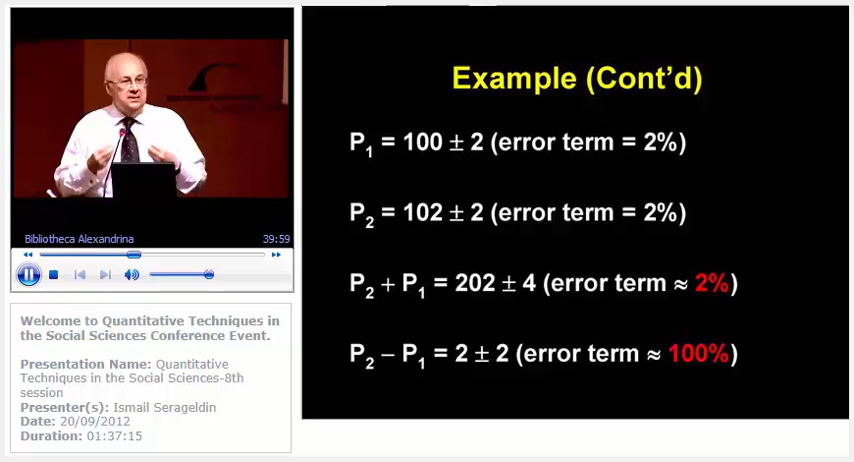 Example (Cont'd)
P₁ = 100 ± 2 (error term = 2%)
P₂ = 102 ± 2 (error term = 2%)
P₂ + P₁ = 202 ± 4 (error term ≈ 2%)
P₂ − P₁ = 2 ± 2 (error term ≈ 100%)
Bibliotheca Alexandrina 39:59
Welcome to Quantitative Techniques in
the Social Sciences Conference Event.
Presentation Name: Quantitative
Techniques in the Social Sciences-8th
session
Presenter(s): Ismail Serageldin
Date: 20/09/2012
Duration: 01:37:15